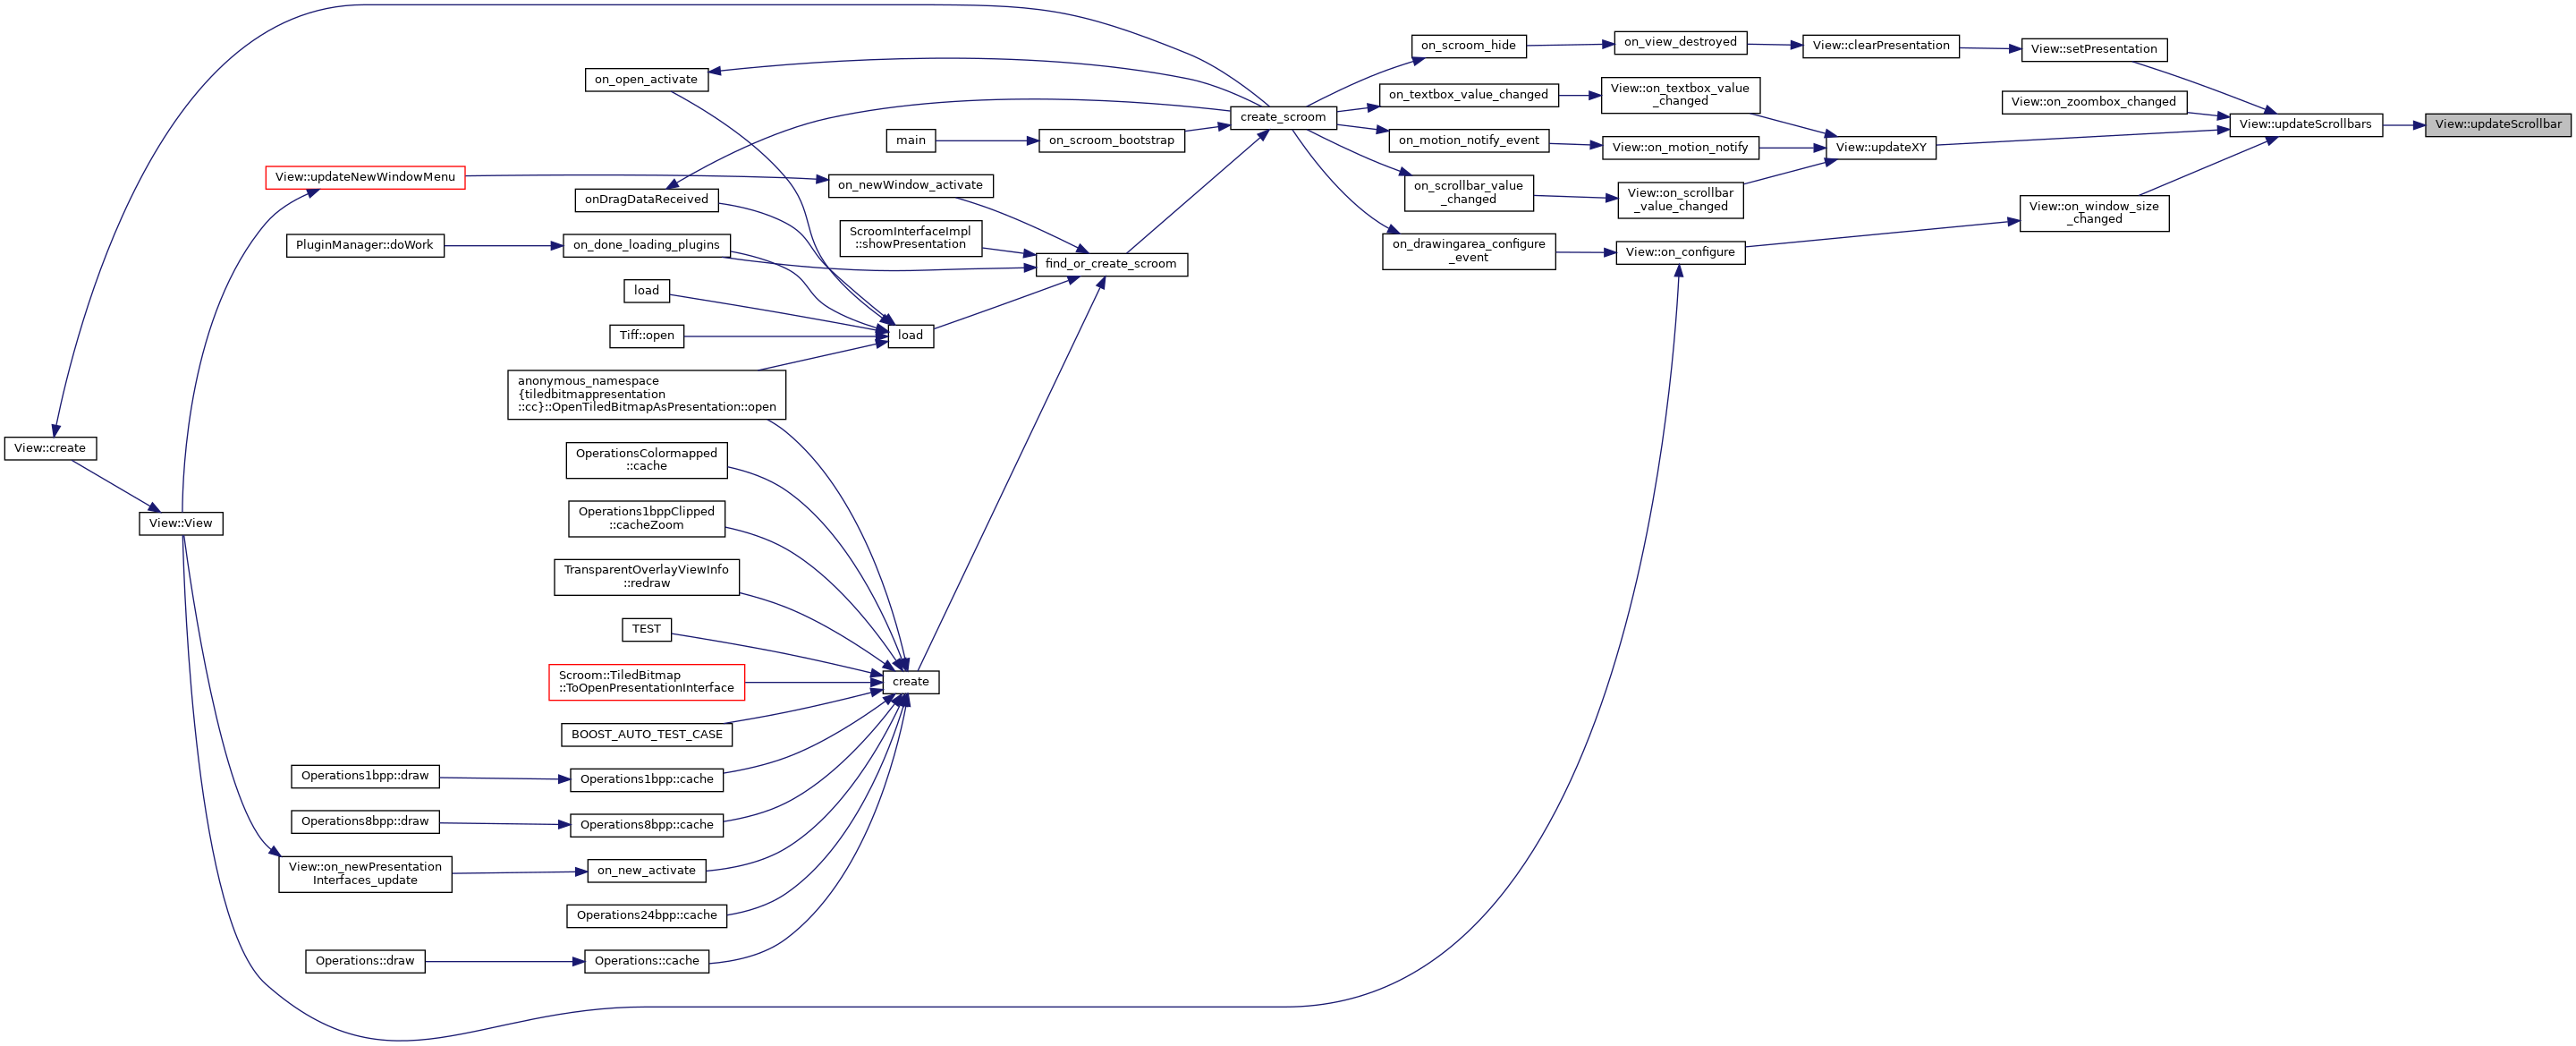 on_scroom_hide
on_view_destroyed
View::clearPresentation
View::setPresentation
on_open_activate
on_textbox_value_changed
View::on_textbox_value
_changed
View::on_zoombox_changed
create_scroom
View::updateScrollbars
View::updateScrollbar
main
on_scroom_bootstrap
on_motion_notify_event
View::on_motion_notify
View::updateXY
View::updateNewWindowMenu
on_newWindow_activate
onDragDataReceived
on_scrollbar_value
_changed
View::on_scrollbar
_value_changed
View::on_window_size
_changed
ScroomInterfaceImpl
::showPresentation
PluginManager::doWork
on_done_loading_plugins
on_drawingarea_configure
_event
View::on_configure
find_or_create_scroom
load
Tiff::open
load
anonymous_namespace
{tiledbitmappresentation
::cc}::OpenTiledBitmapAsPresentation::open
View::create
OperationsColormapped
::cache
View::View
Operations1bppClipped
::cacheZoom
TransparentOverlayViewInfo
::redraw
TEST
Scroom::TiledBitmap
::ToOpenPresentationInterface
create
BOOST_AUTO_TEST_CASE
Operations1bpp::draw
Operations1bpp::cache
Operations8bpp::draw
Operations8bpp::cache
View::on_newPresentation
Interfaces_update
on_new_activate
Operations24bpp::cache
Operations::draw
Operations::cache